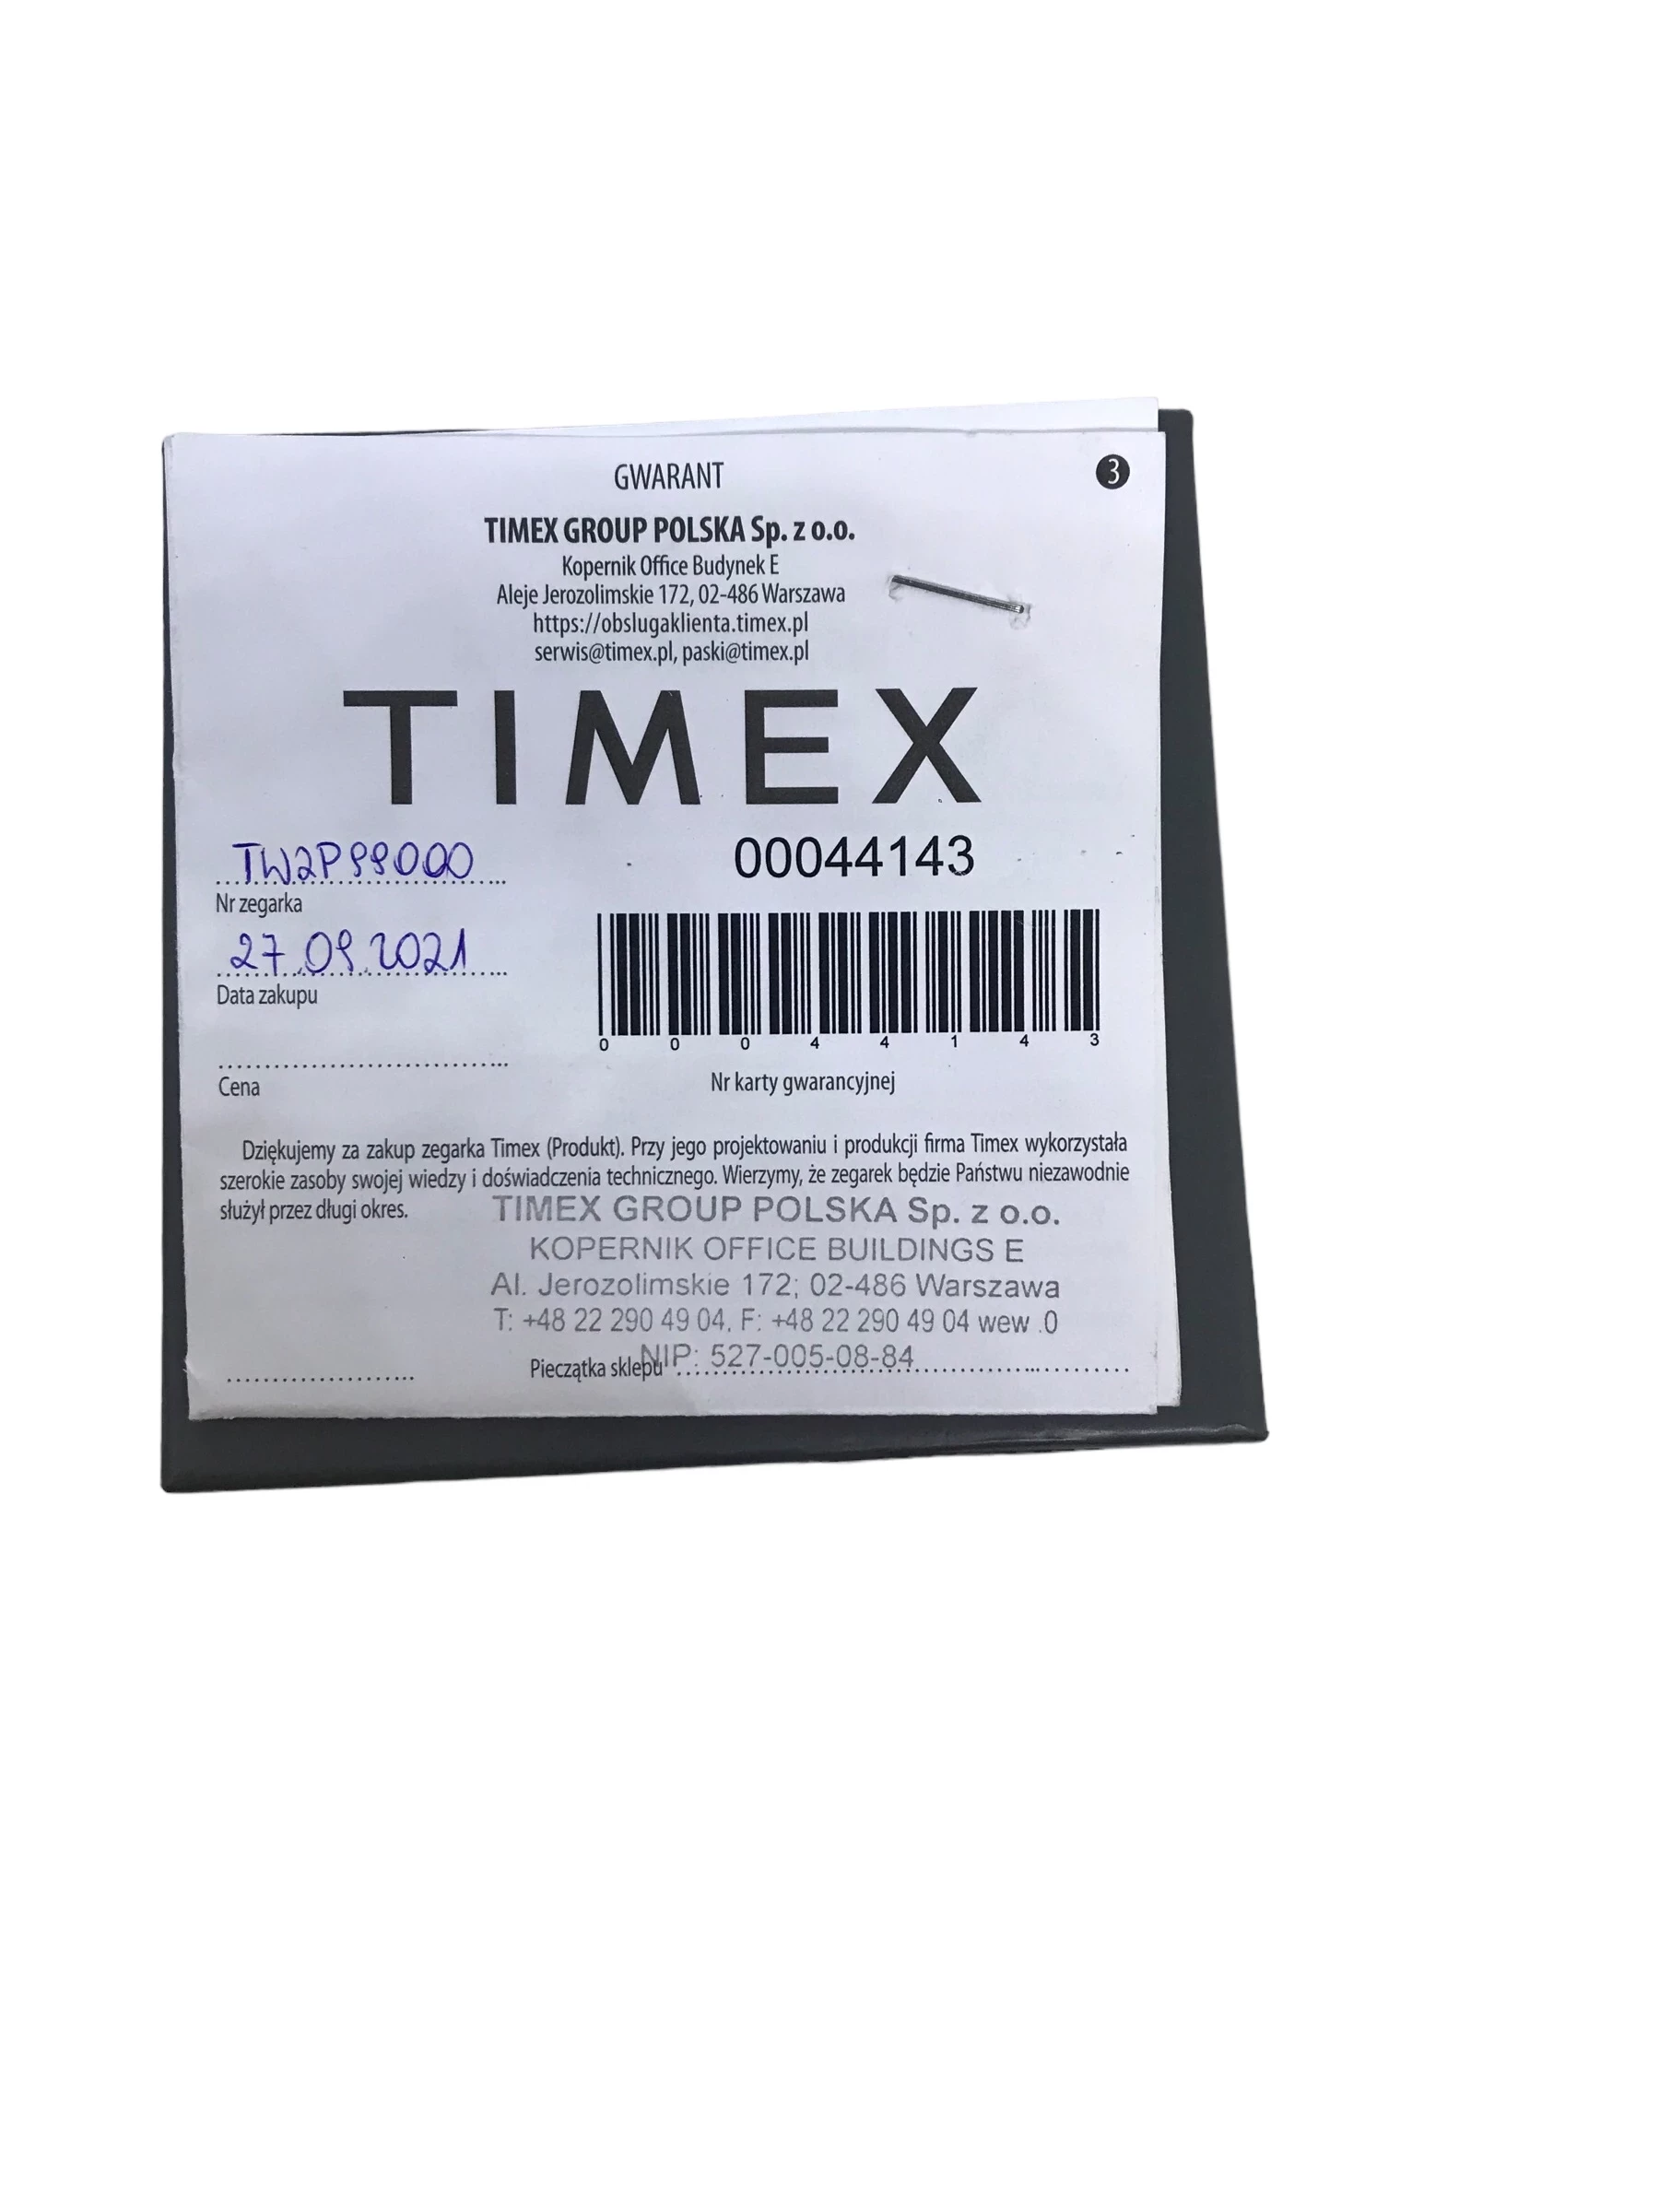 GWARANT
3
TIMEX GROUP POLSKA Sp. z o.o.
Kopernik Office Budynek E
Aleje Jerozolimskie 172, 02-486 Warszawa
https://obslugaklienta.timex.pl
serwis@timex.pl, paski@timex.pl
TIMEX
TW2P99000
Nr zegarka
00044143
27.09.2021
Data zakupu
0 0 0 4 4 1 4 3
Cena
Nr karty gwarancyjnej
Dziękujemy za zakup zegarka Timex (Produkt). Przy jego projektowaniu i produkcji firma Timex wykorzystała
szerokie zasoby swojej wiedzy i doświadczenia technicznego. Wierzymy, że zegarek będzie Państwu niezawodnie
służył przez długi okres.
TIMEX GROUP POLSKA Sp. z o.o.
KOPERNIK OFFICE BUILDINGS E
Al. Jerozolimskie 172; 02-486 Warszawa
T: +48 22 290 49 04, F: +48 22 290 49 04 wew .0
NIP: 527-005-08-84
Pieczątka sklepu